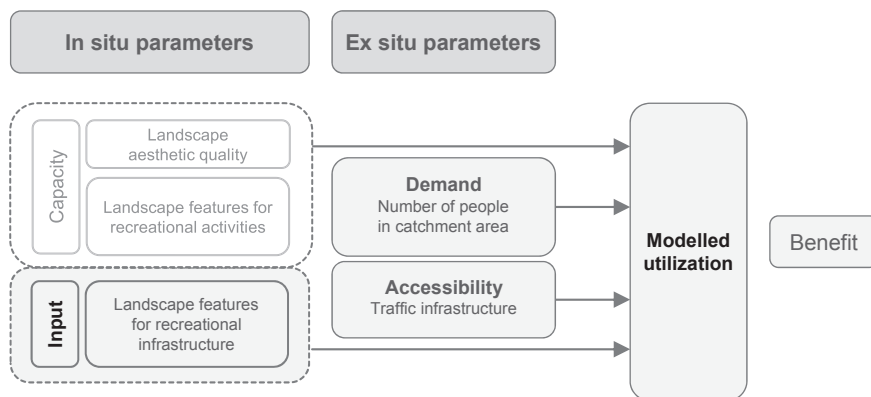 In situ parameters
Ex situ parameters
Capacity
Landscape
aesthetic quality
Landscape features for
recreational activities
Input
Landscape features
for recreational
infrastructure
Demand
Number of people
in catchment area
Accessibility
Traffic infrastructure
Modelled
utilization
Benefit